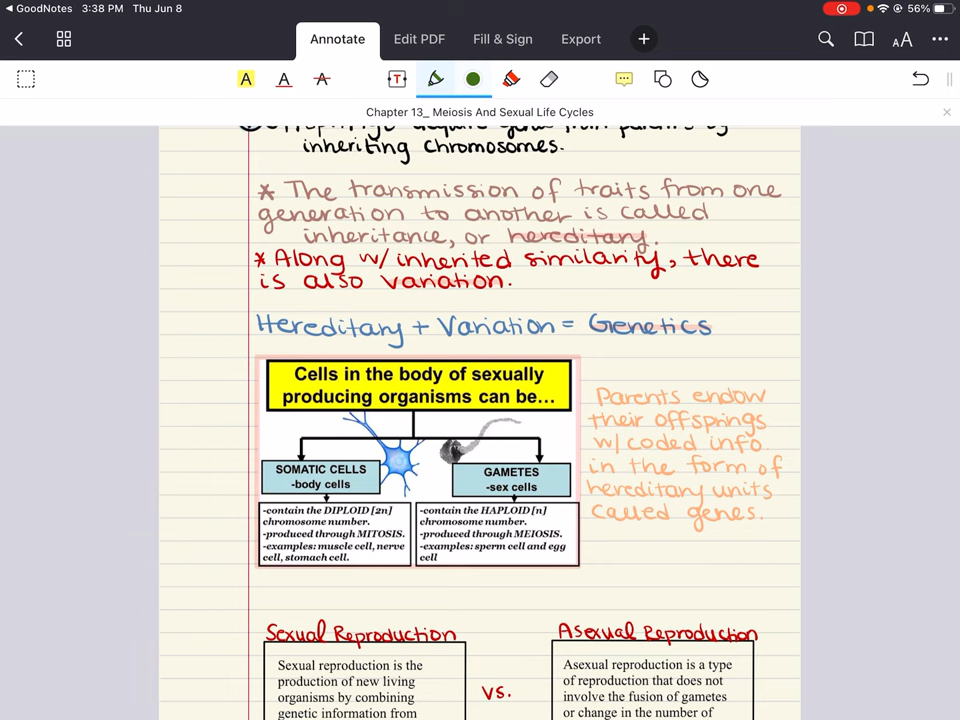 GoodNotes 3:38 PM Thu Jun 8 56%
Annotate Edit PDF Fill & Sign Export
A A A T
Chapter 13_ Meiosis And Sexual Life Cycles
from parents by
inheriting chromosomes.
* The transmission of traits from one
generation to another is called
inheritance, or hereditary.
* Along w/ inherited similarity, there
is also variation.
Hereditary + Variation = Genetics
Cells in the body of sexually
producing organisms can be...
SOMATIC CELLS
-body cells
-contain the DIPLOID [2n]
chromosome number.
-produced through MITOSIS.
-examples: muscle cell, nerve
cell, stomach cell.
GAMETES
-sex cells
-contain the HAPLOID [n]
chromosome number.
-produced through MEIOSIS.
-examples: sperm cell and egg
cell
Parents endow
their offsprings
w/ coded info
in the form of
hereditary units
called genes.
Sexual Reproduction
Sexual reproduction is the
production of new living
organisms by combining
genetic information from
vs.
Asexual Reproduction
Asexual reproduction is a type
of reproduction that does not
involve the fusion of gametes
or change in the number of